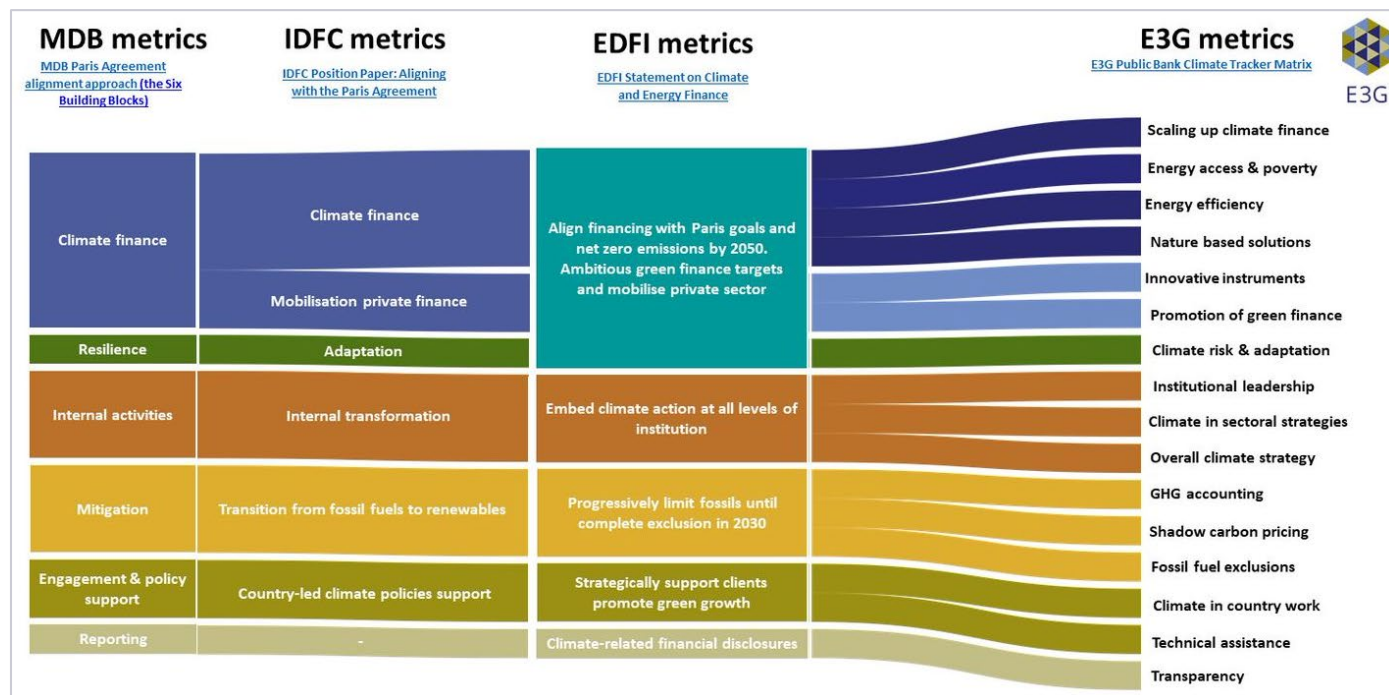 MDB metrics
MDB Paris Agreement
alignment approach (the Six
Building Blocks)
IDFC metrics
IDFC Position Paper: Aligning
with the Paris Agreement
EDFI metrics
EDFI Statement on Climate
and Energy Finance
E3G metrics
E3G Public Bank Climate Tracker Matrix
E3G
Climate finance
Resilience
Internal activities
Mitigation
Engagement & policy
support
Reporting
Climate finance
Mobilisation private finance
Adaptation
Internal transformation
Transition from fossil fuels to renewables
Country-led climate policies support
-
Align financing with Paris goals and
net zero emissions by 2050.
Ambitious green finance targets
and mobilise private sector
Embed climate action at all levels of
institution
Progressively limit fossils until
complete exclusion in 2030
Strategically support clients
promote green growth
Climate-related financial disclosures
Scaling up climate finance
Energy access & poverty
Energy efficiency
Nature based solutions
Innovative instruments
Promotion of green finance
Climate risk & adaptation
Institutional leadership
Climate in sectoral strategies
Overall climate strategy
GHG accounting
Shadow carbon pricing
Fossil fuel exclusions
Climate in country work
Technical assistance
Transparency